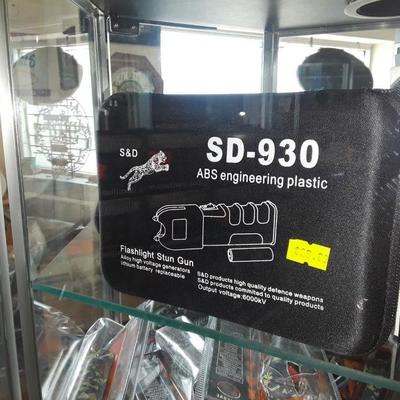 S&D
SD-930
ABS engineering plastic
Flashlight Stun Gun
Alloy high voltage generators
lithium battery replaceable
S&D products high quality defence weapons
S&D products commited to quality products
Output voltage:6000kV